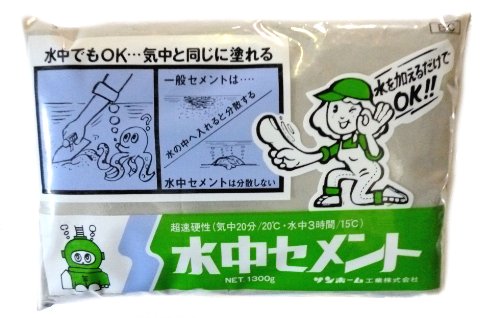 水中でもOK…気中と同じに塗れる
一般セメントは‥‥
水の中へ入れると分散する
水中セメントは分散しない
水を加えるだけで
OK!!
超速硬性(気中20分/20℃・水中3時間/15℃)
水中セメント
NET.1300g
サンホーム工業株式会社